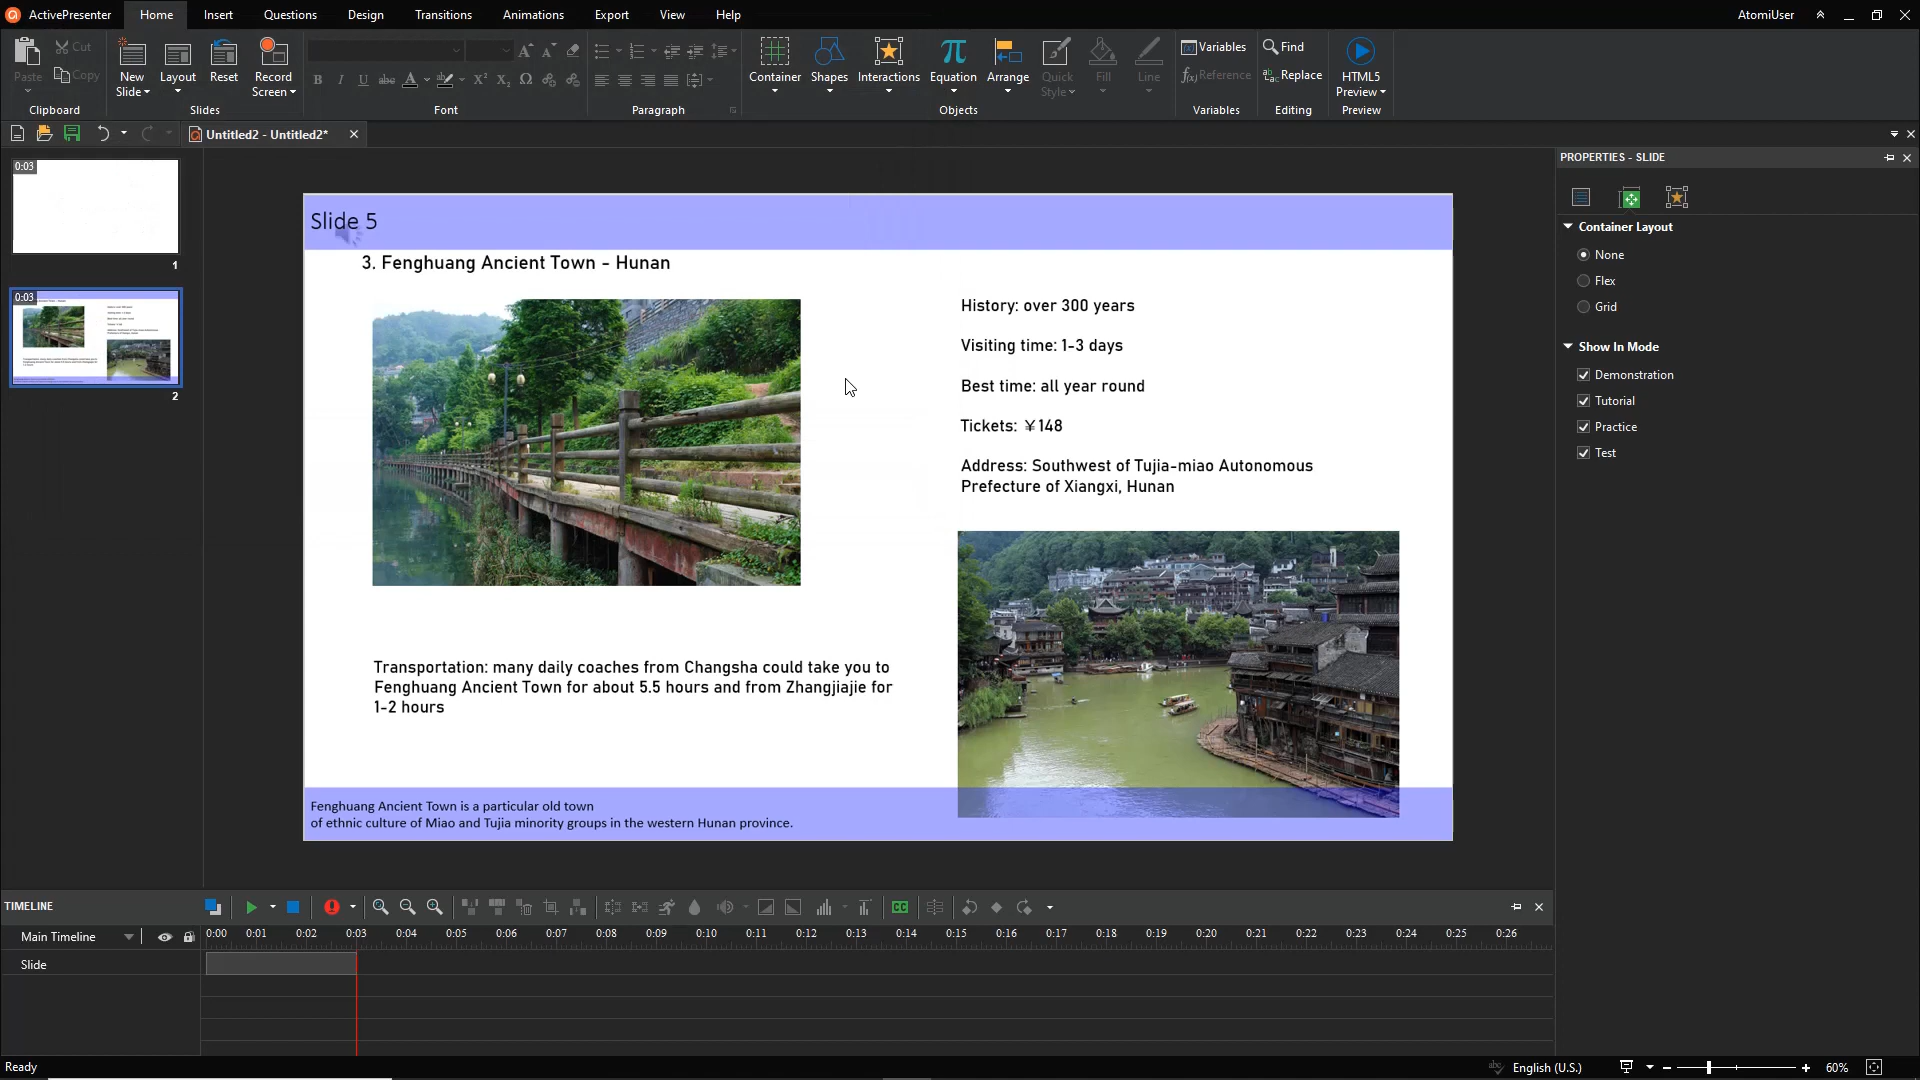 ActivePresenter
Home
Insert
Questions
Design
Transitions
Animations
Export
View
Help
AtomiUser
Paste
Cut
Copy
Clipboard
New
Slide
Layout
Reset
Record
Screen
Slides
Font
Paragraph
Container
Shapes
Interactions
Equation
Arrange
Quick
Style
Fill
Line
Objects
Variables
Reference
Variables
Find
Replace
Editing
HTML5
Preview
Preview
Untitled2 - Untitled2*
0:03
1
0:03
2
Slide 5
3. Fenghuang Ancient Town - Hunan
History: over 300 years
Visiting time: 1-3 days
Best time: all year round
Tickets: ¥148
Address: Southwest of Tujia-miao Autonomous
Prefecture of Xiangxi, Hunan
Transportation: many daily coaches from Changsha could take you to
Fenghuang Ancient Town for about 5.5 hours and from Zhangjiajie for
1-2 hours
Fenghuang Ancient Town is a particular old town
of ethnic culture of Miao and Tujia minority groups in the western Hunan province.
PROPERTIES - SLIDE
Container Layout
None
Flex
Grid
Show In Mode
Demonstration
Tutorial
Practice
Test
TIMELINE
CC
Main Timeline
0:00 0:01 0:02 0:03 0:04 0:05 0:06 0:07 0:08 0:09 0:10 0:11 0:12 0:13 0:14 0:15 0:16 0:17 0:18 0:19 0:20 0:21 0:22 0:23 0:24 0:25 0:26
Slide
Ready
English (U.S.)
60%